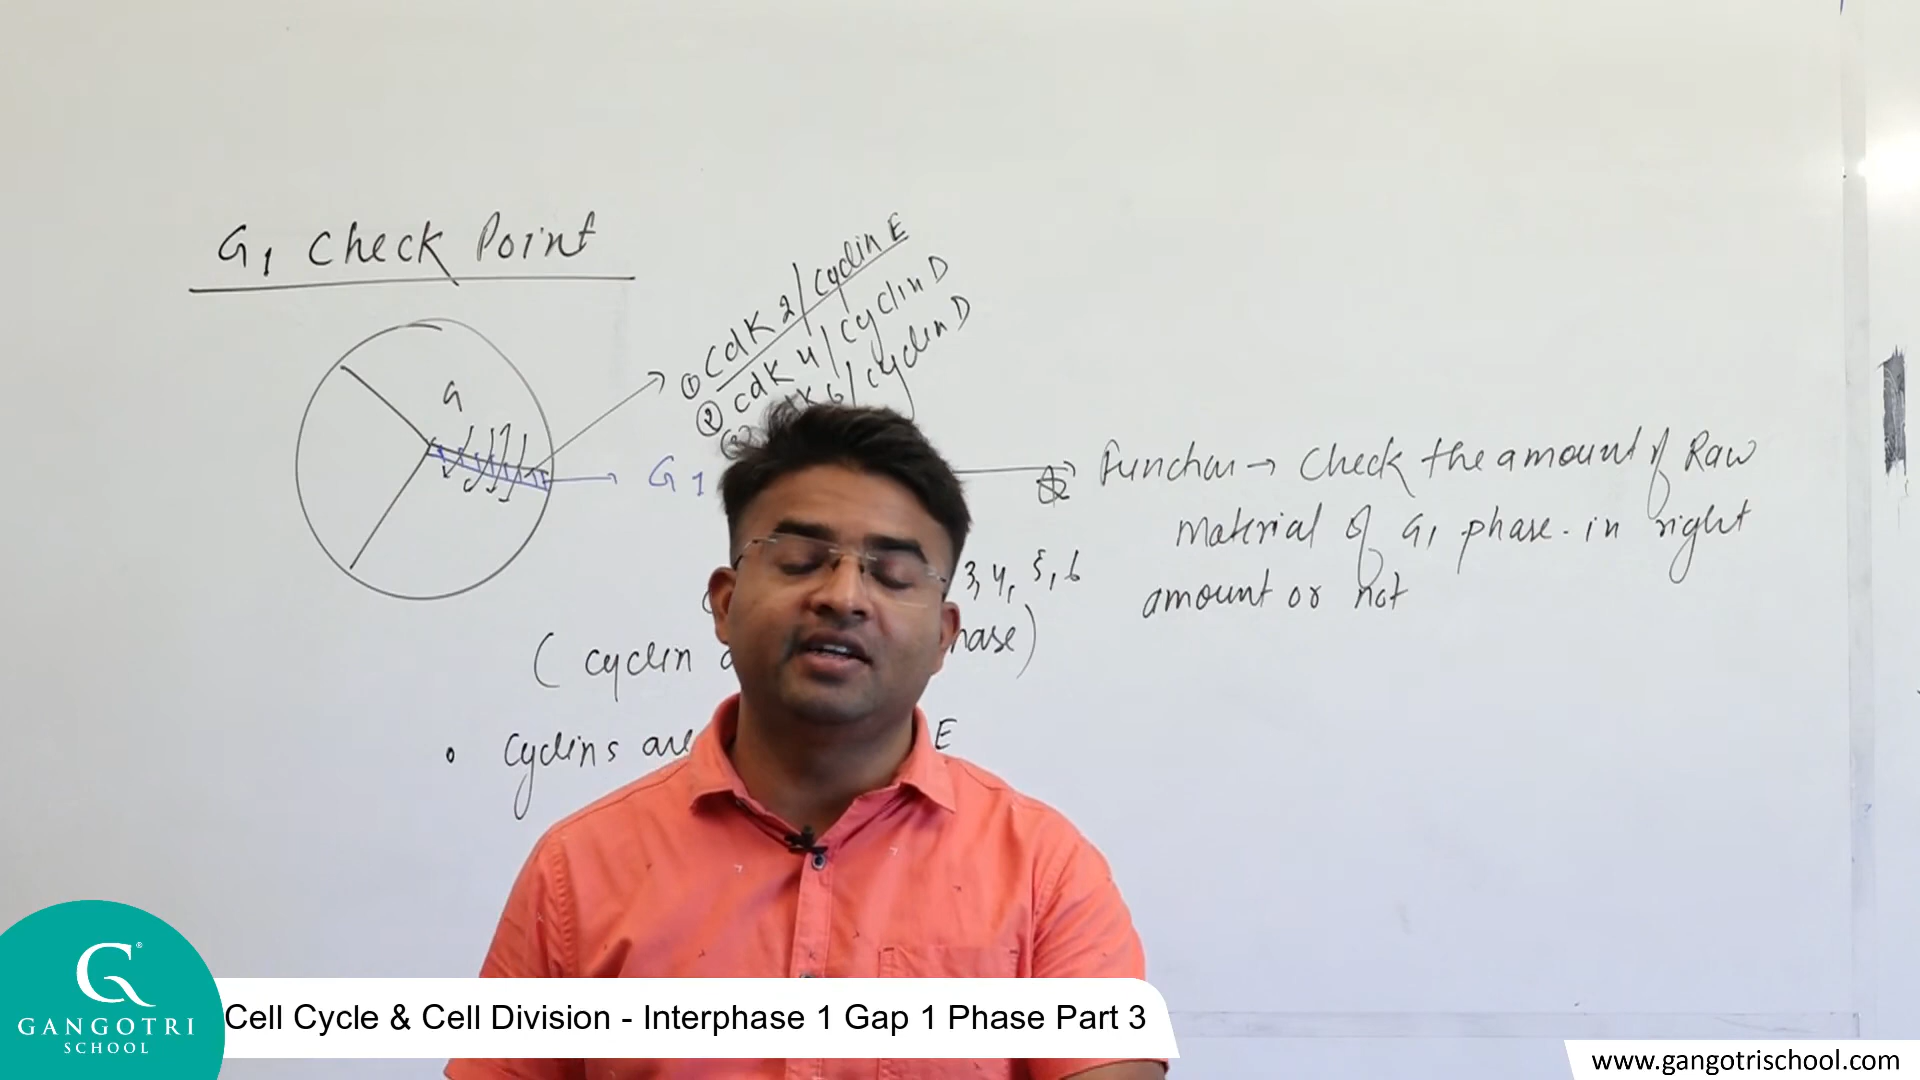 G1 Check Point
① Cdk 2/cyclin E
② cdk 4/cyclin D
dk 6/cyclin D
G
G1
Function → Check the amount of Raw
Material of G1 phase. in right
amount or not
3, 4, 5, 6
( cyclin hase)
• Cyclins are E
GANGOTRI
SCHOOL
Cell Cycle & Cell Division - Interphase 1 Gap 1 Phase Part 3
www.gangotrischool.com